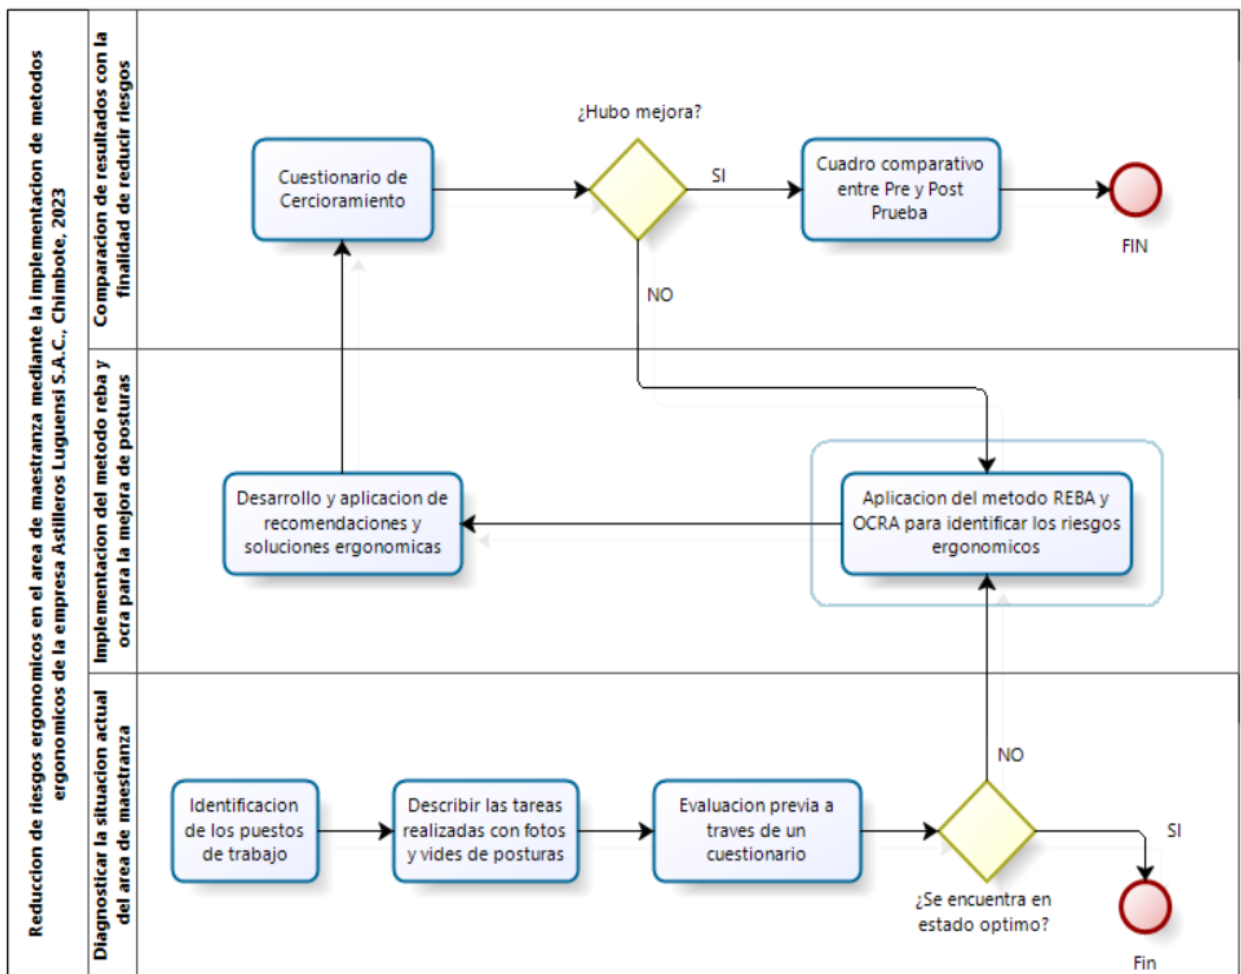 Reduccion de riesgos ergonomicos en el area de maestranza mediante la implementacion de metodos
ergonomicos de la empresa Astilleros Luguensi S.A.C., Chimbote, 2023
Comparacion de resultados con la
finalidad de reducir riesgos
Cuestionario de
Cercioramiento
¿Hubo mejora?
SI
NO
Cuadro comparativo
entre Pre y Post
Prueba
FIN
Implementacion del metodo reba y
ocra para la mejora de posturas
Desarrollo y aplicacion de
recomendaciones y
soluciones ergonomicas
Aplicacion del metodo REBA y
OCRA para identificar los riesgos
ergonomicos
Diagnosticar la situacion actual
del area de maestranza
Identificacion
de los puestos
de trabajo
Describir las tareas
realizadas con fotos
y vides de posturas
Evaluacion previa a
traves de un
cuestionario
NO
SI
¿Se encuentra en
estado optimo?
Fin